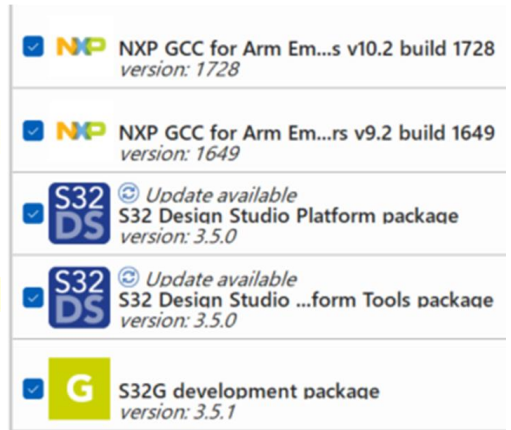 NXP NXP GCC for Arm Em...s v10.2 build 1728
version: 1728
NXP NXP GCC for Arm Em...rs v9.2 build 1649
version: 1649
S32 DS Update available
S32 Design Studio Platform package
version: 3.5.0
S32 DS Update available
S32 Design Studio ...form Tools package
version: 3.5.0
G S32G development package
version: 3.5.1